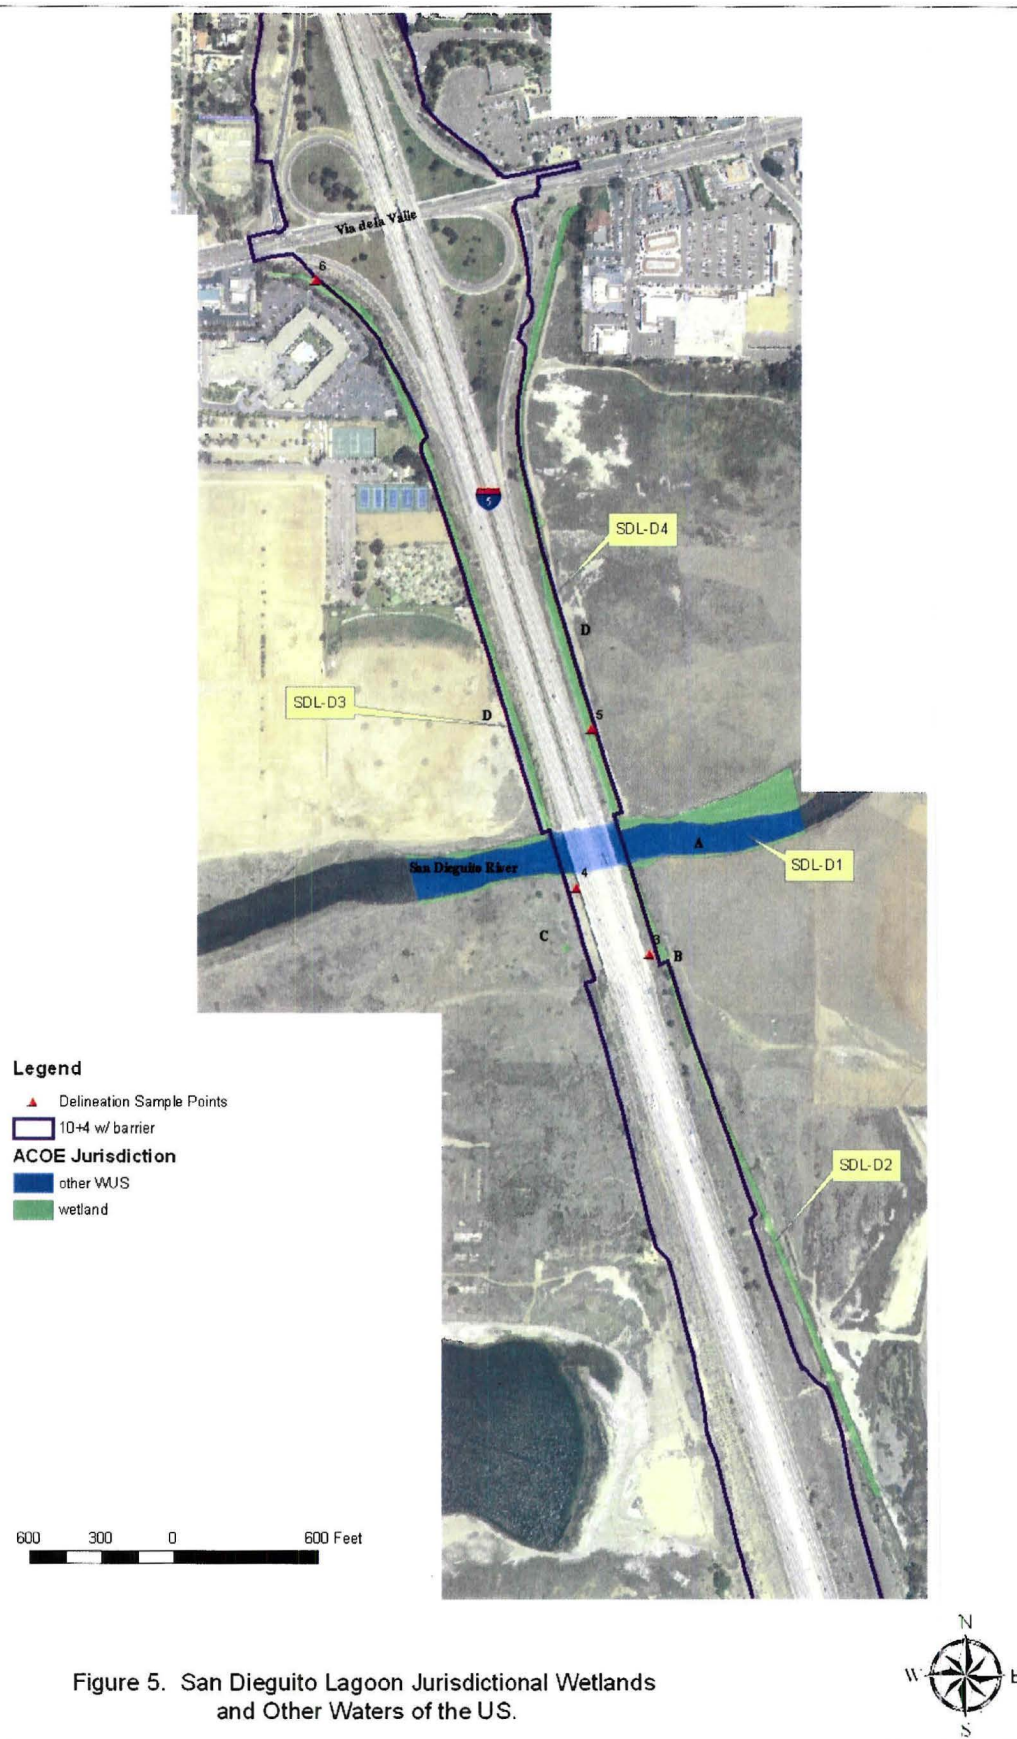 Via de la Valle
6
5
SDL-D4
D
SDL-D3
D
5
A
SDL-D1
San Dieguito River
4
C
3
B
Legend
Delineation Sample Points
10+4 w/ barrier
ACOE Jurisdiction
other WUS
wetland
SDL-D2
600 300 0 600 Feet
Figure 5. San Dieguito Lagoon Jurisdictional Wetlands
and Other Waters of the US.
N
W E
S